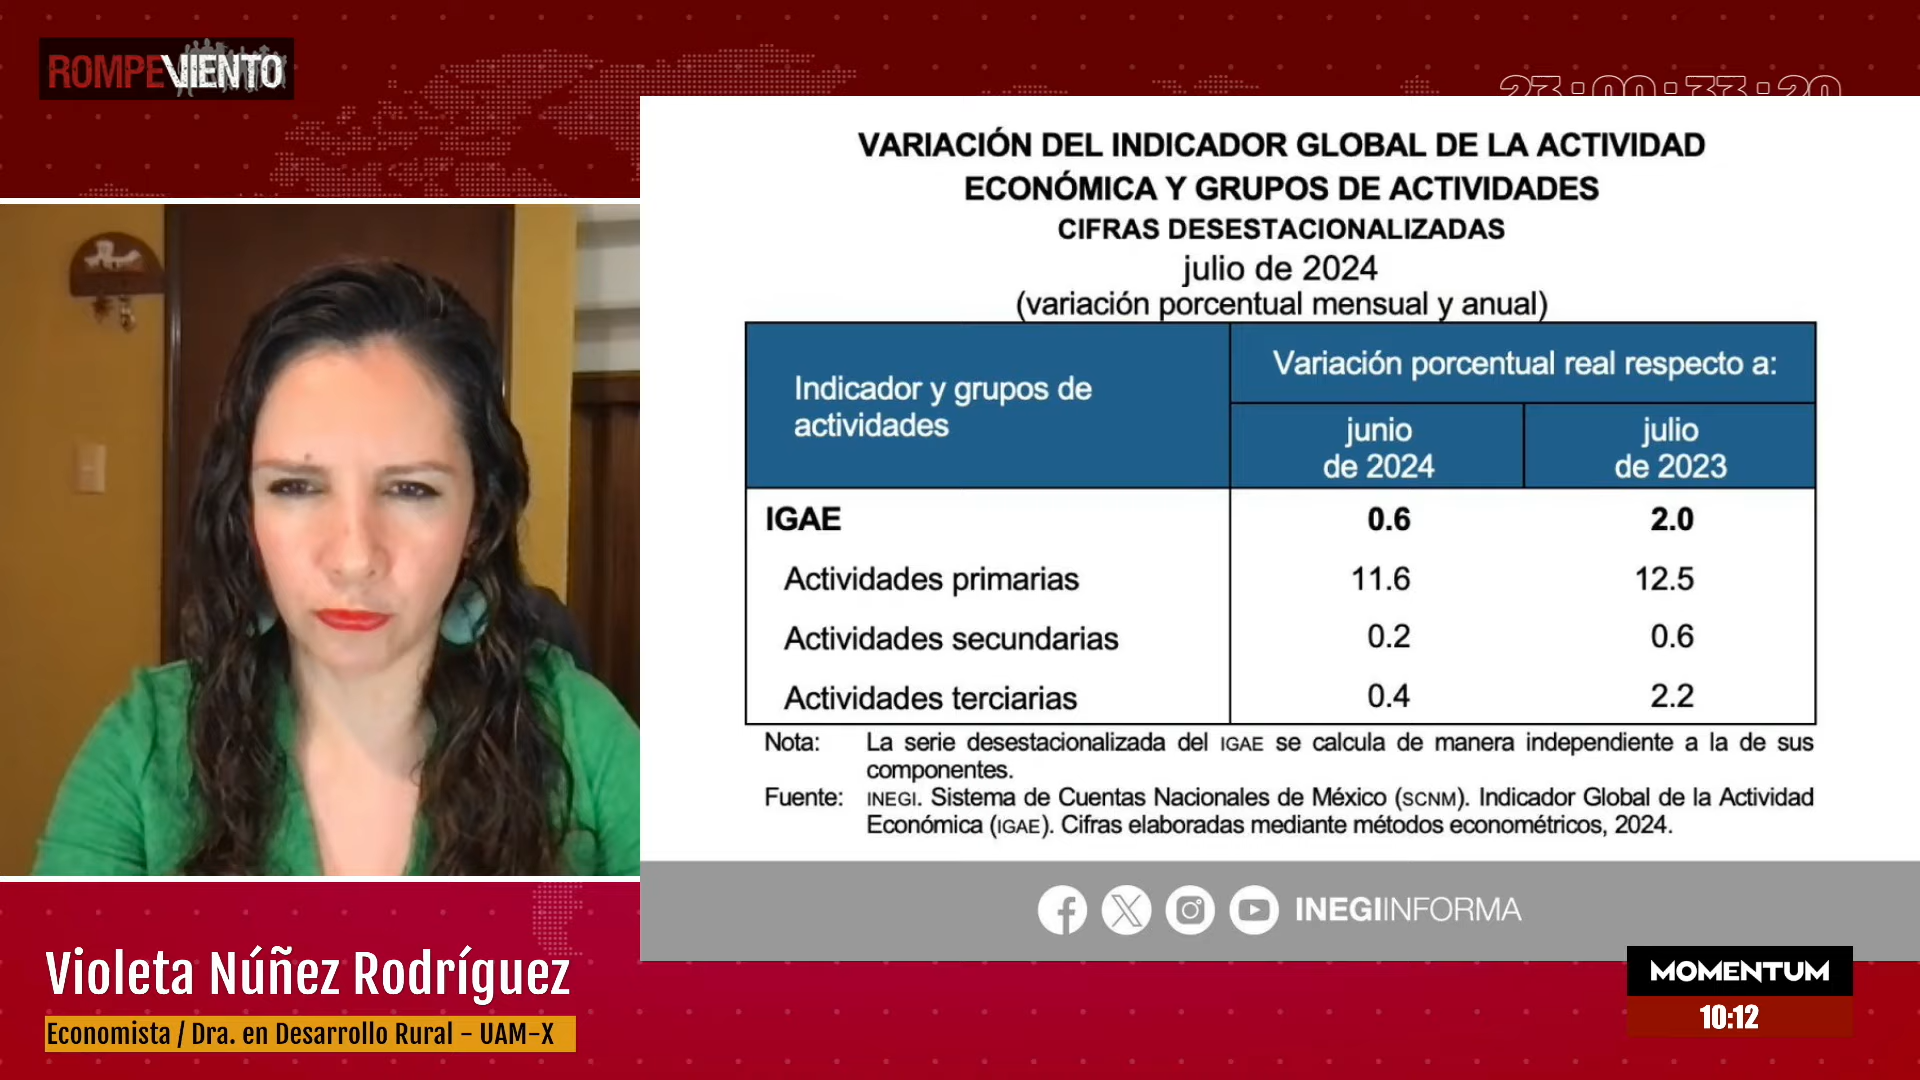 ROMPEVIENTO
23:00:33:20
VARIACIÓN DEL INDICADOR GLOBAL DE LA ACTIVIDAD
ECONÓMICA Y GRUPOS DE ACTIVIDADES
CIFRAS DESESTACIONALIZADAS
julio de 2024
(variación porcentual mensual y anual)
Indicador y grupos de
actividades
Variación porcentual real respecto a:
junio
de 2024
julio
de 2023
IGAE 0.6 2.0
Actividades primarias 11.6 12.5
Actividades secundarias 0.2 0.6
Actividades terciarias 0.4 2.2
Nota: La serie desestacionalizada del IGAE se calcula de manera independiente a la de sus
componentes.
Fuente: INEGI. Sistema de Cuentas Nacionales de México (SCNM). Indicador Global de la Actividad
Económica (IGAE). Cifras elaboradas mediante métodos econométricos, 2024.
INEGIINFORMA
Violeta Núñez Rodríguez
Economista / Dra. en Desarrollo Rural - UAM-X
MOMENTUM
10:12